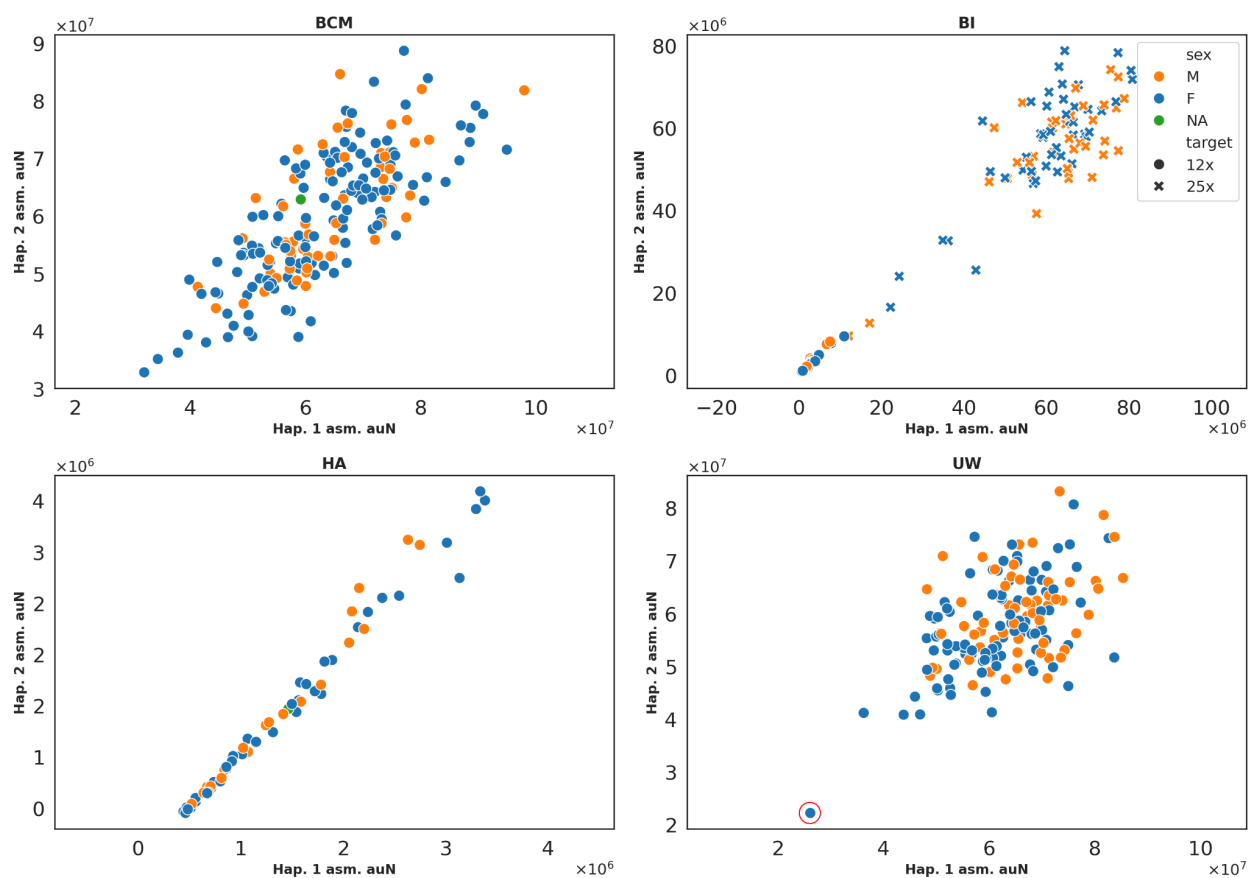 BCM
×10⁷
9
8
7
6
5
4
3
Hap. 2 asm. auN
2
4
6
8
10
Hap. 1 asm. auN
×10⁷
BI
×10⁶
80
60
40
20
0
Hap. 2 asm. auN
−20
0
20
40
60
80
100
Hap. 1 asm. auN
×10⁶
sex
M
F
NA
target
12x
25x
HA
×10⁶
4
3
2
2
2
1
0
Hap. 2 asm. auN
0
1
2
3
4
Hap. 1 asm. auN
×10⁶
UW
×10⁷
8
7
6
5
4
3
2
Hap. 2 asm. auN
2
4
6
8
10
Hap. 1 asm. auN
×10⁷